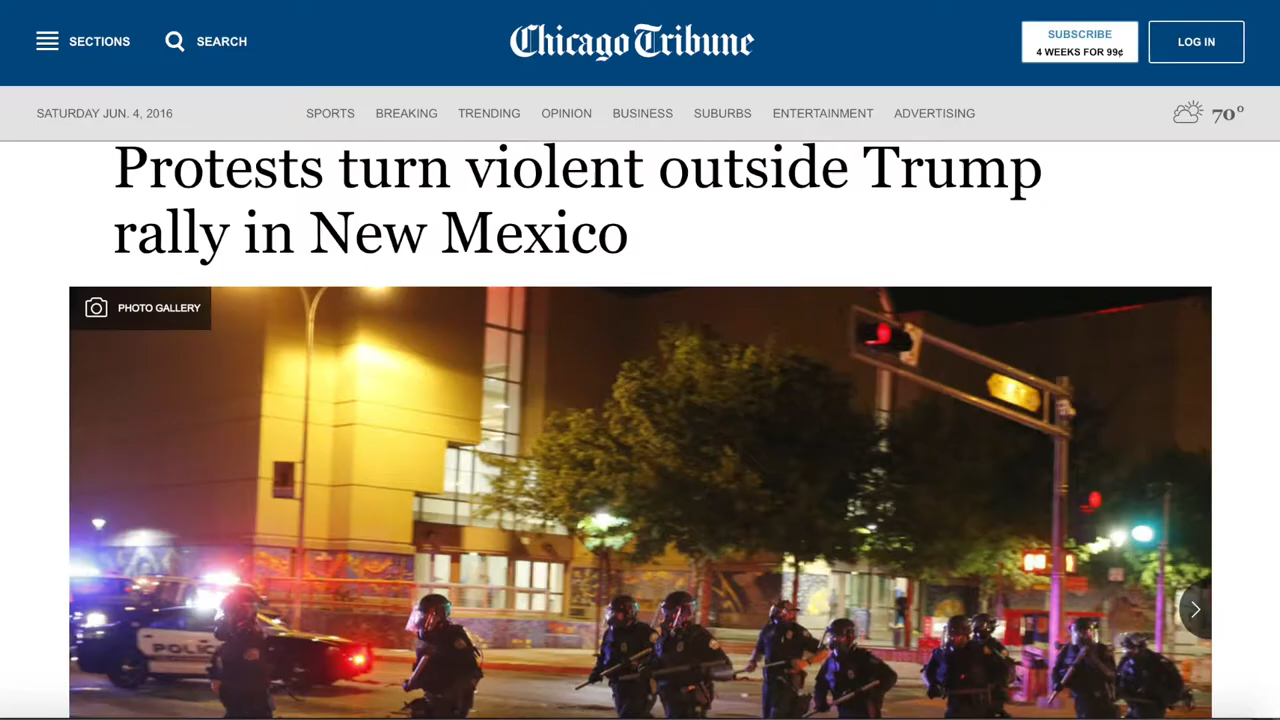 SECTIONS
SEARCH
Chicago Tribune
SUBSCRIBE
4 WEEKS FOR 99¢
LOG IN
SATURDAY JUN. 4, 2016
SPORTS
BREAKING
TRENDING
OPINION
BUSINESS
SUBURBS
ENTERTAINMENT
ADVERTISING
70°
Protests turn violent outside Trump
rally in New Mexico
PHOTO GALLERY
POLICE